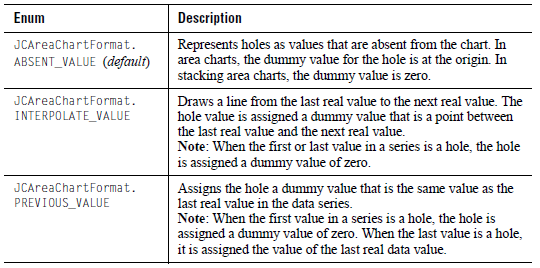 Enum Description
JCAreaChartFormat.
ABSENT_VALUE (default)
Represents holes as values that are absent from the chart. In
area charts, the dummy value for the hole is at the origin. In
stacking area charts, the dummy value is zero.
JCAreaChartFormat.
INTERPOLATE_VALUE
Draws a line from the last real value to the next real value. The
hole value is assigned a dummy value that is a point between
the last real value and the next real value.
Note: When the first or last value in a series is a hole, the hole
is assigned a dummy value of zero.
JCAreaChartFormat.
PREVIOUS_VALUE
Assigns the hole a dummy value that is the same value as the
last real value in the data series.
Note: When the first value in a series is a hole, the hole is
assigned a dummy value of zero. When the last value is a hole,
it is assigned the value of the last real data value.